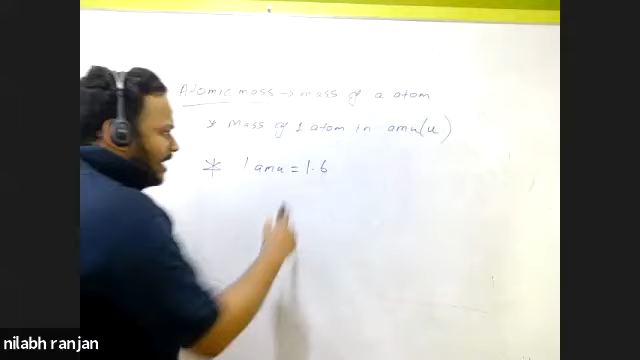 Atomic mass → mass of a atom
* Mass of 1 atom in amu(u)
* 1 amu = 1.6
nilabh ranjan